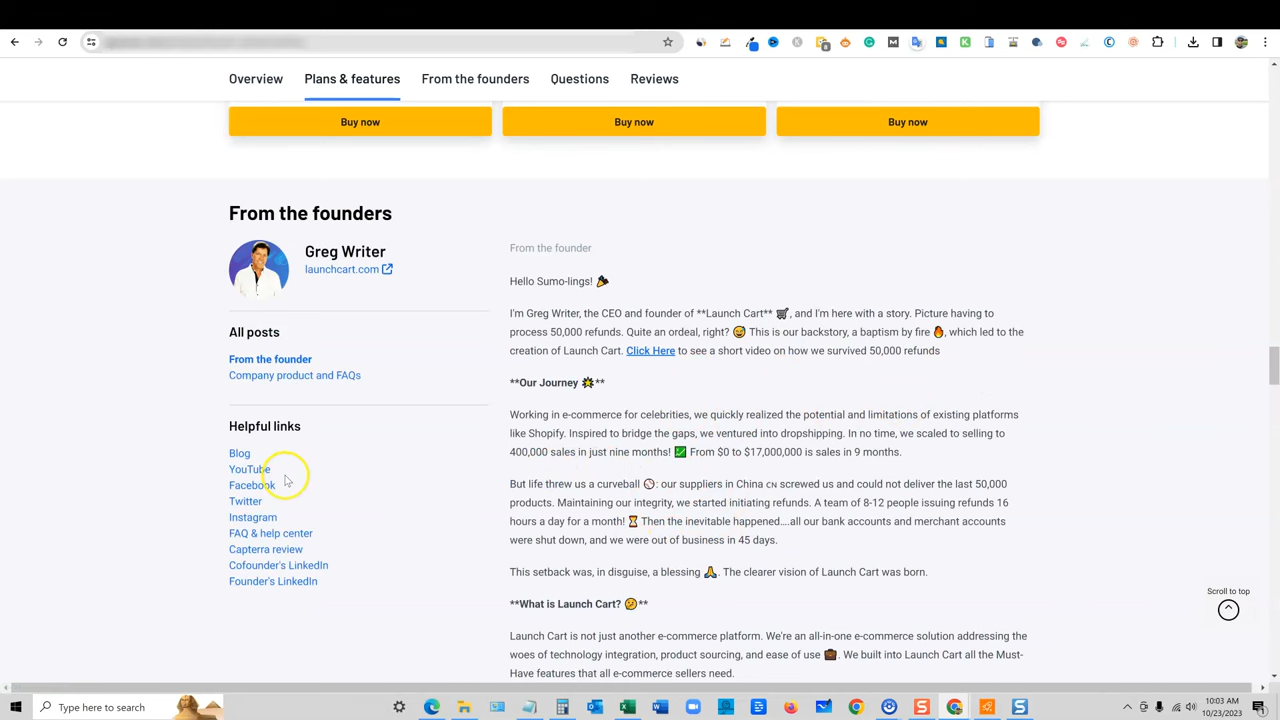 Overview Plans & features From the founders Questions Reviews
Buy now Buy now Buy now
From the founders
Greg Writer
launchcart.com
All posts
From the founder
Company product and FAQs
Helpful links
Blog
YouTube
Facebook
Twitter
Instagram
FAQ & help center
Capterra review
Cofounder's LinkedIn
Founder's LinkedIn
From the founder
Hello Sumo-lings! 🎉
I'm Greg Writer, the CEO and founder of **Launch Cart** 🛒, and I'm here with a story. Picture having to
process 50,000 refunds. Quite an ordeal, right? 😅 This is our backstory, a baptism by fire 🔥, which led to the
creation of Launch Cart. Click Here to see a short video on how we survived 50,000 refunds
**Our Journey 🌟**
Working in e-commerce for celebrities, we quickly realized the potential and limitations of existing platforms
like Shopify. Inspired to bridge the gaps, we ventured into dropshipping. In no time, we scaled to selling to
400,000 sales in just nine months! 💹 From $0 to $17,000,000 is sales in 9 months.
But life threw us a curveball ⚾: our suppliers in China CN screwed us and could not deliver the last 50,000
products. Maintaining our integrity, we started initiating refunds. A team of 8-12 people issuing refunds 16
hours a day for a month! ⏳ Then the inevitable happened....all our bank accounts and merchant accounts
were shut down, and we were out of business in 45 days.
This setback was, in disguise, a blessing 🙏. The clearer vision of Launch Cart was born.
**What is Launch Cart? 🤔**
Launch Cart is not just another e-commerce platform. We're an all-in-one e-commerce solution addressing the
woes of technology integration, product sourcing, and ease of use 💼. We built into Launch Cart all the Must-
Have features that all e-commerce sellers need.
Scroll to top
Type here to search
10:03 AM
10/23/2023